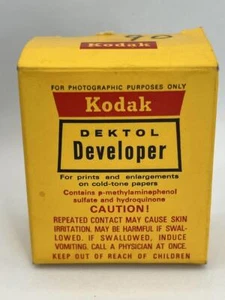 90
Kodak
FOR PHOTOGRAPHIC PURPOSES ONLY
Kodak
DEKTOL
Developer
For prints and enlargements
on cold-tone papers
Contains p-methylaminophenol
sulfate and hydroquinone
CAUTION!
REPEATED CONTACT MAY CAUSE SKIN
IRRITATION. MAY BE HARMFUL IF SWAL-
LOWED. IF SWALLOWED, INDUCE
VOMITING. CALL A PHYSICIAN AT ONCE.
KEEP OUT OF REACH OF CHILDREN